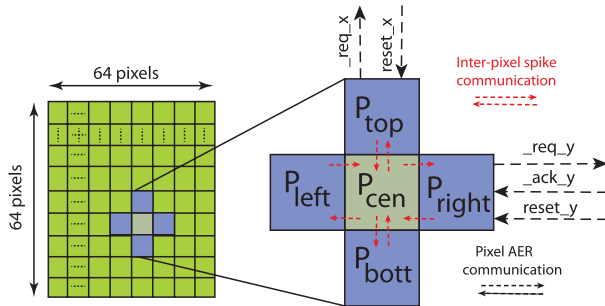 _req_x
reset_x
64 pixels
64 pixels
Inter-pixel spike
communication
P_top
P_left
P_cen
P_right
P_bott
_req_y
_ack_y
reset_y
Pixel AER
communication